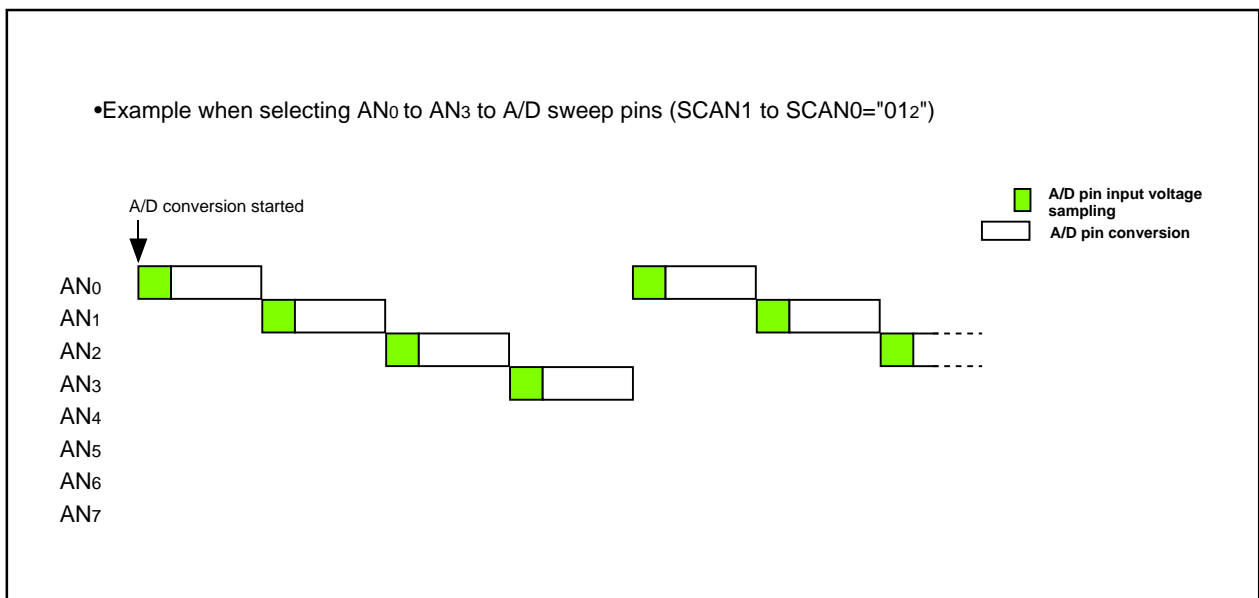 •Example when selecting AN0 to AN3 to A/D sweep pins (SCAN1 to SCAN0="012")
A/D conversion started
A/D pin input voltage
sampling
A/D pin conversion
AN0
AN1
AN2
AN3
AN4
AN5
AN6
AN7